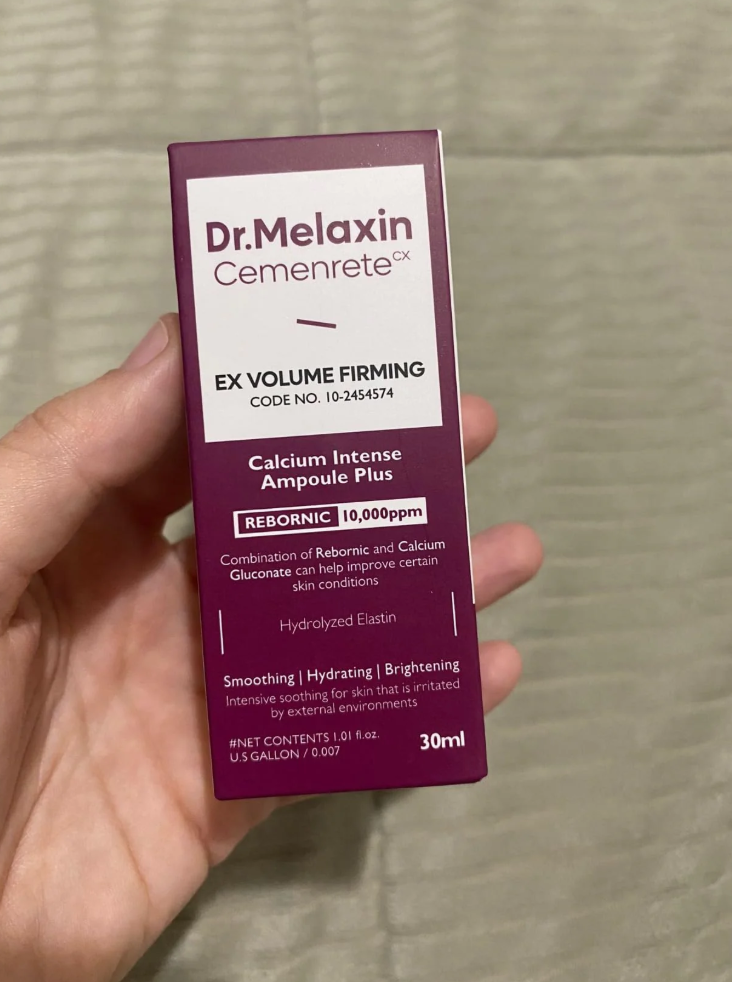 Dr.Melaxin
Cemenrete CX
EX VOLUME FIRMING
CODE NO. 10-2454574
Calcium Intense
Ampoule Plus
REBORNIC 10,000ppm
Combination of Rebornic and Calcium
Gluconate can help improve certain
skin conditions
Hydrolyzed Elastin
Smoothing | Hydrating | Brightening
Intensive soothing for skin that is irritated
by external environments
#NET CONTENTS 1.01 fl.oz.
U.S GALLON / 0.007
30ml